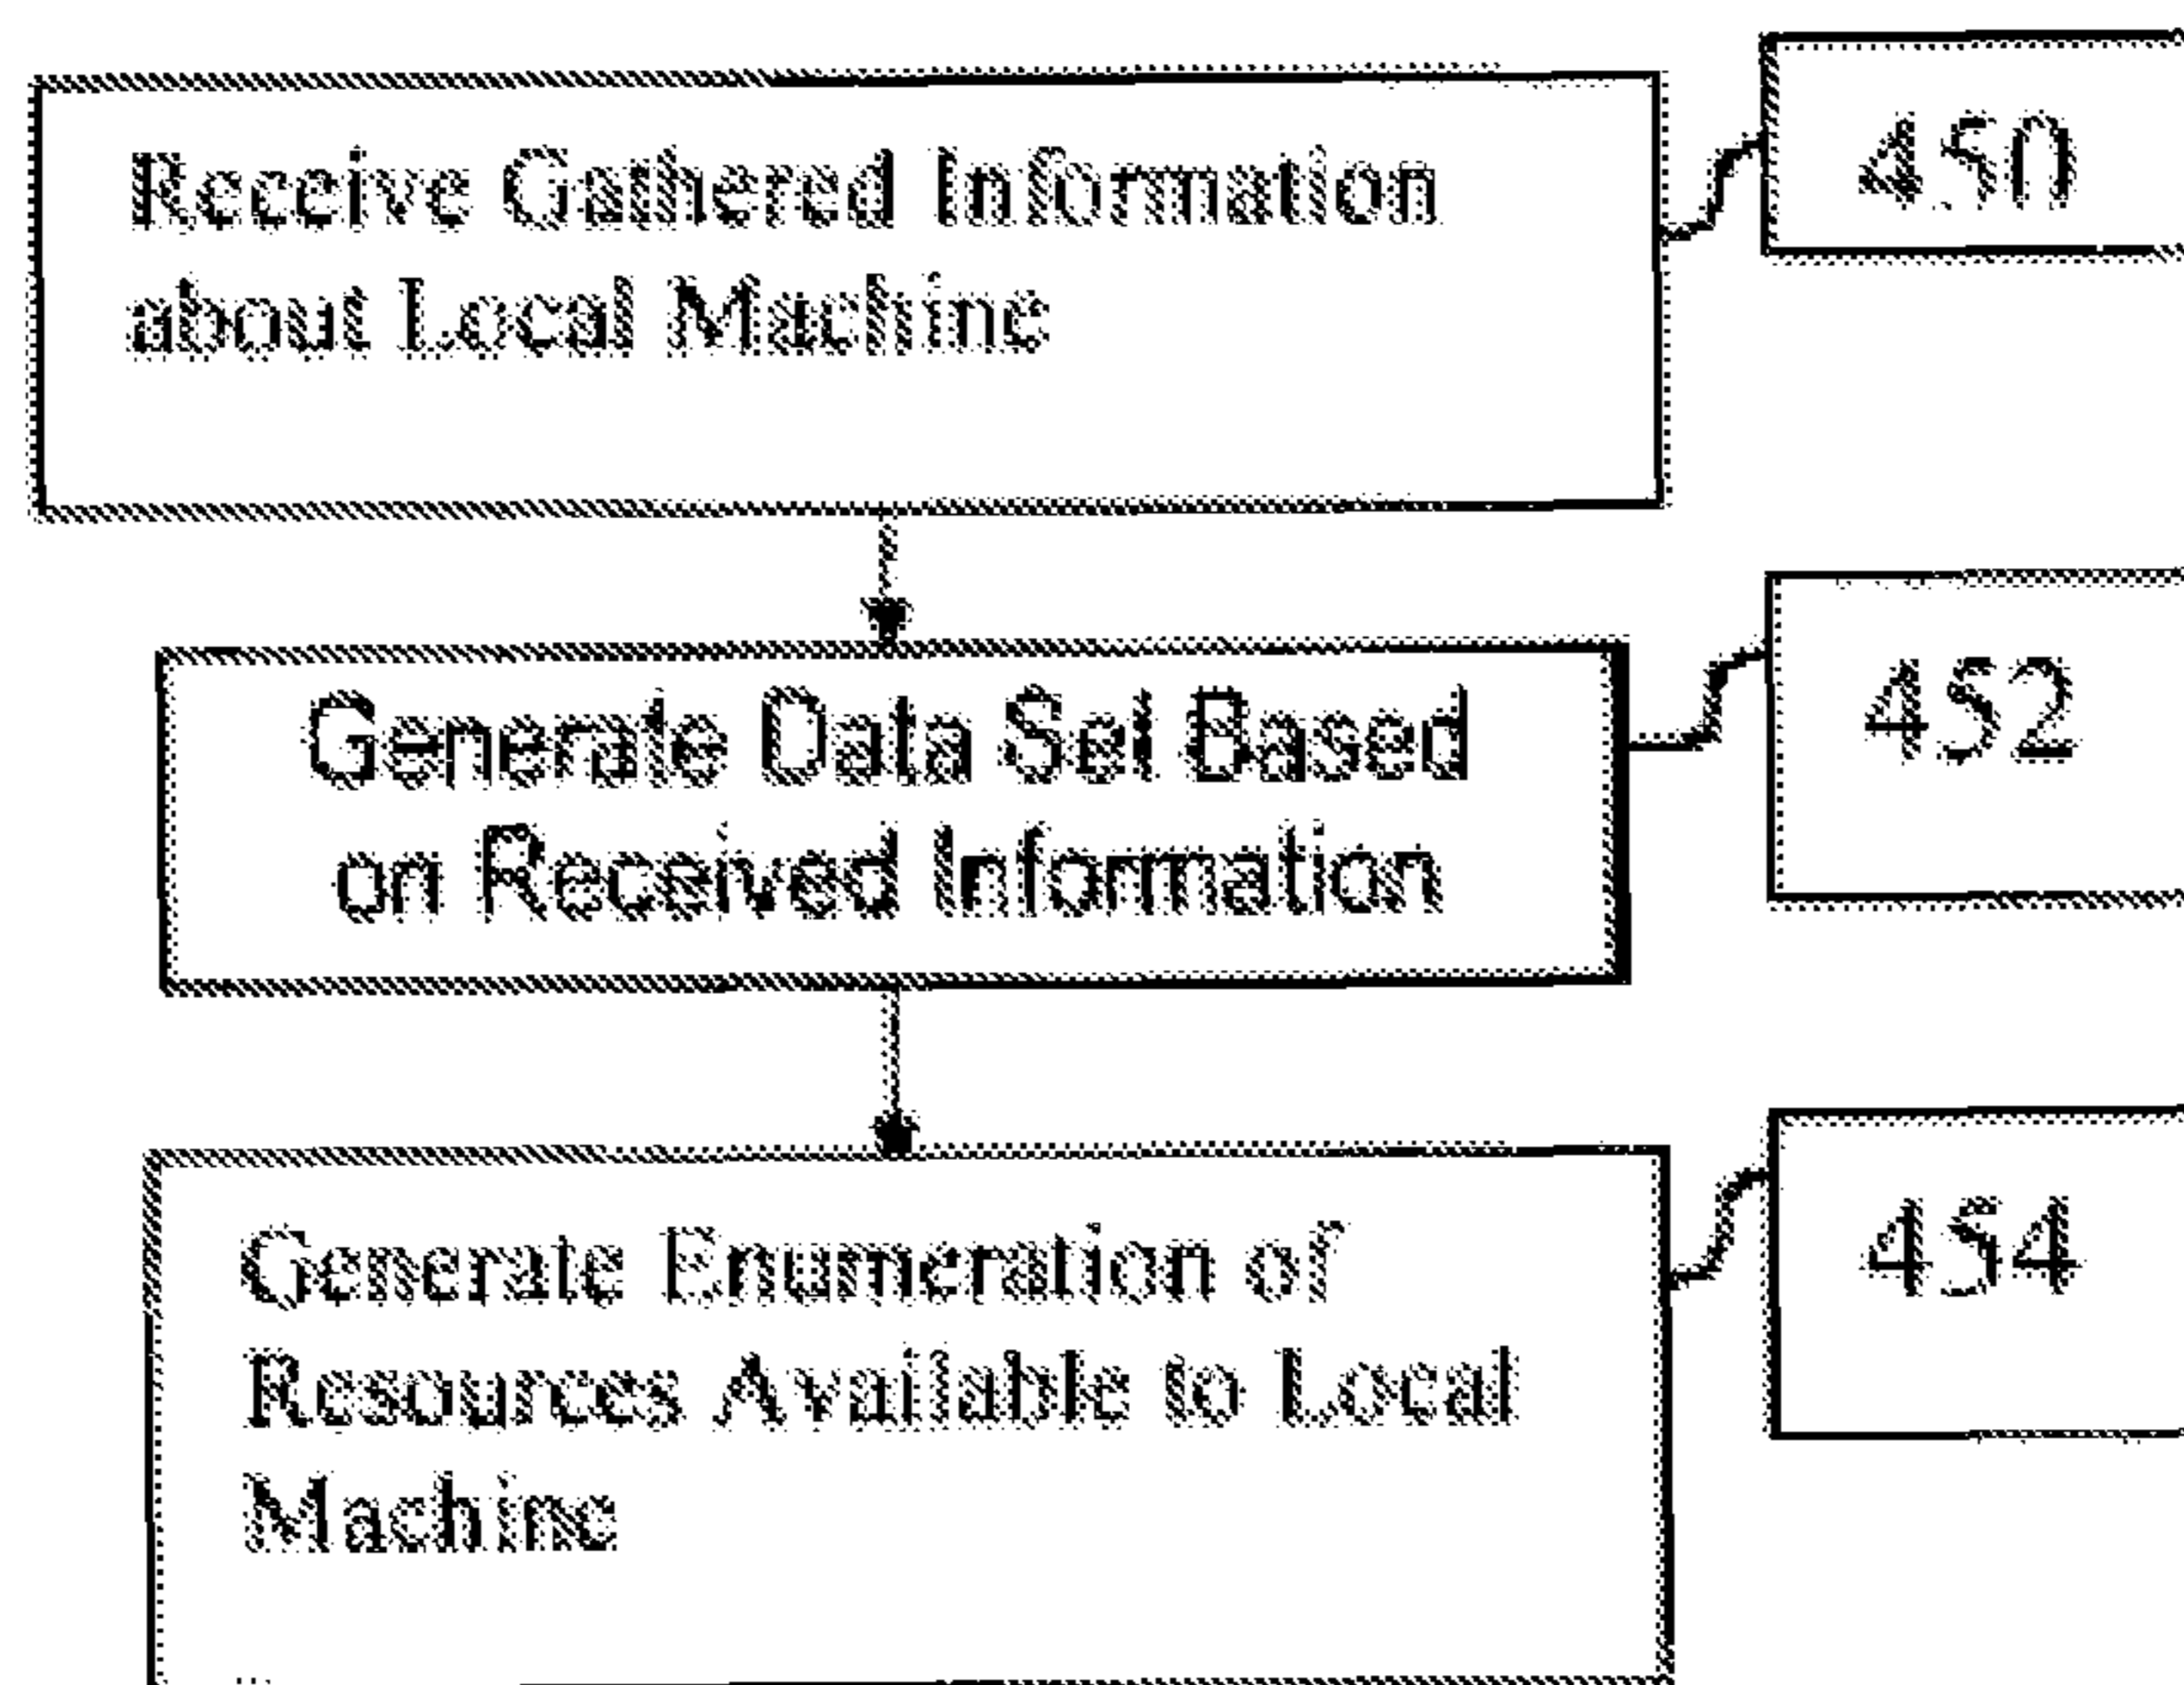 Receive Gathered Information
about Local Machine
450
Generate Data Set Based
on Received Information
452
Generate Enumeration of
Resources Available to Local
Machine
454